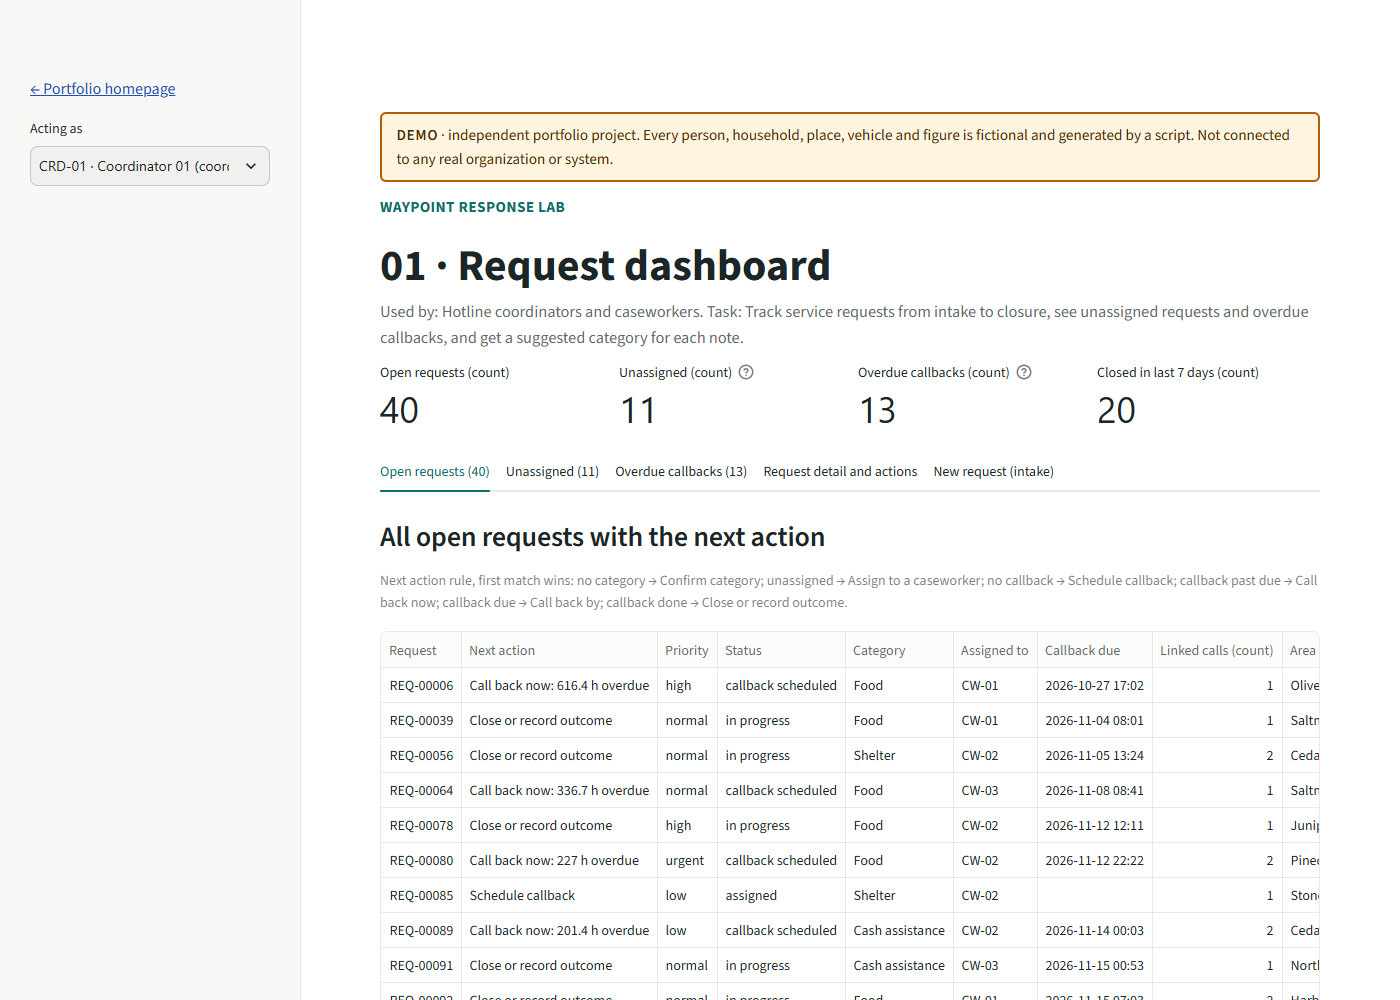 ← Portfolio homepage
Acting as
CRD-01 · Coordinator 01 (coord
DEMO · independent portfolio project. Every person, household, place, vehicle and figure is fictional and generated by a script. Not connected
to any real organization or system.
WAYPOINT RESPONSE LAB
01 · Request dashboard
Used by: Hotline coordinators and caseworkers. Task: Track service requests from intake to closure, see unassigned requests and overdue
callbacks, and get a suggested category for each note.
Open requests (count) Unassigned (count) Overdue callbacks (count) Closed in last 7 days (count)
40 11 13 20
Open requests (40) Unassigned (11) Overdue callbacks (13) Request detail and actions New request (intake)
All open requests with the next action
Next action rule, first match wins: no category → Confirm category; unassigned → Assign to a caseworker; no callback → Schedule callback; callback past due → Call
back now; callback due → Call back by; callback done → Close or record outcome.
Request Next action Priority Status Category Assigned to Callback due Linked calls (count) Area
REQ-00006 Call back now: 616.4 h overdue high callback scheduled Food CW-01 2026-10-27 17:02 1 Olive
REQ-00039 Close or record outcome normal in progress Food CW-01 2026-11-04 08:01 1 Saltm
REQ-00056 Close or record outcome normal in progress Shelter CW-02 2026-11-05 13:24 2 Ceda
REQ-00064 Call back now: 336.7 h overdue normal callback scheduled Food CW-03 2026-11-08 08:41 1 Saltm
REQ-00078 Close or record outcome high in progress Food CW-02 2026-11-12 12:11 1 Junip
REQ-00080 Call back now: 227 h overdue urgent callback scheduled Food CW-02 2026-11-12 22:22 2 Pine
REQ-00085 Schedule callback low assigned Shelter CW-02 1 Ston
REQ-00089 Call back now: 201.4 h overdue low callback scheduled Cash assistance CW-02 2026-11-14 00:03 2 Ceda
REQ-00091 Close or record outcome normal in progress Cash assistance CW-03 2026-11-15 00:53 1 North